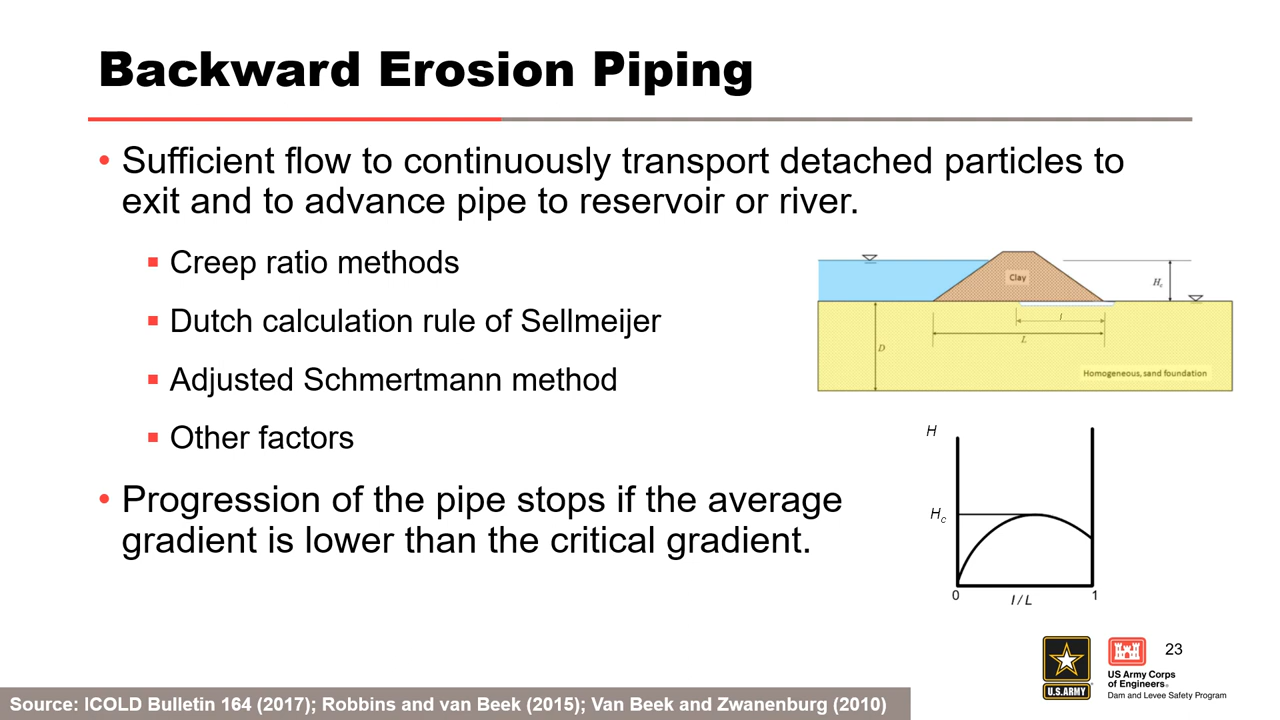 Backward Erosion Piping
• Sufficient flow to continuously transport detached particles to
exit and to advance pipe to reservoir or river.
▪ Creep ratio methods
▪ Dutch calculation rule of Sellmeijer
▪ Adjusted Schmertmann method
▪ Other factors
• Progression of the pipe stops if the average
gradient is lower than the critical gradient.
Clay
Hc
l
L
D
Homogeneous, sand foundation
H
Hc
0
l / L
1
U.S.ARMY
US Army Corps
of Engineers®
Dam and Levee Safety Program
23
Source: ICOLD Bulletin 164 (2017); Robbins and van Beek (2015); Van Beek and Zwanenburg (2010)